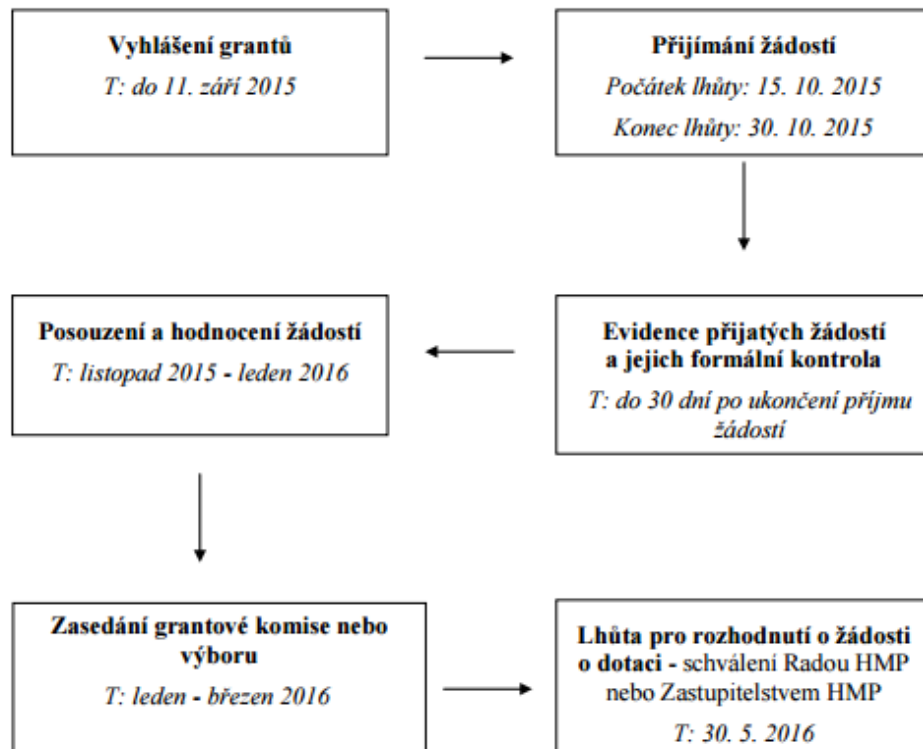 Vyhlášení grantů
T: do 11. září 2015
Přijímání žádostí
Počátek lhůty: 15. 10. 2015
Konec lhůty: 30. 10. 2015
Evidence přijatých žádostí
a jejich formální kontrola
T: do 30 dní po ukončení příjmu
žádostí
Posouzení a hodnocení žádostí
T: listopad 2015 - leden 2016
Zasedání grantové komise nebo
výboru
T: leden - březen 2016
Lhůta pro rozhodnutí o žádosti
o dotaci - schválení Radou HMP
nebo Zastupitelstvem HMP
T: 30. 5. 2016